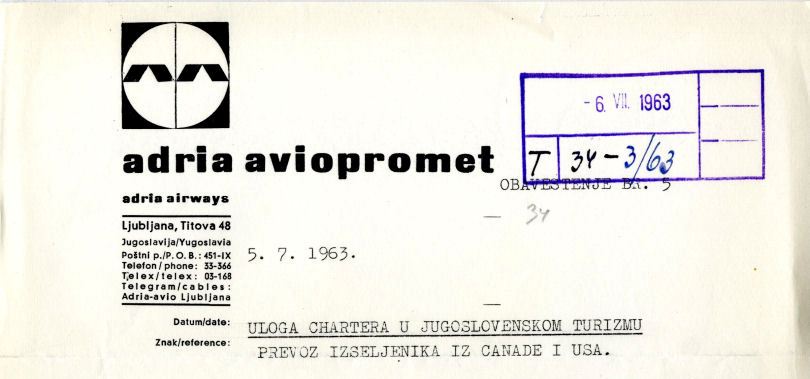 - 6. VII. 1963
adria aviopromet
T 34 - 3/63
OBAVESTENJE BR. 5
adria airways
34
Ljubljana, Titova 48
Jugoslavija/Yugoslavia
Poštni p./P. O. B.: 451-IX
Telefon/phone: 33-366
Telex/telex: 03-168
Telegram/cables:
Adria-avio Ljubljana
5. 7. 1963.
Datum/date:
Znak/reference:
ULOGA CHARTERA U JUGOSLOVENSKOM TURIZMU
PREVOZ IZSELJENIKA IZ CANADE I USA.